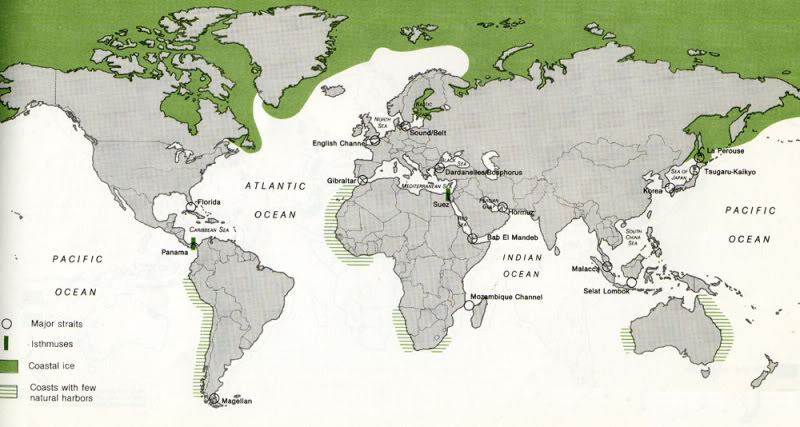 BALTIC
SEA
NORTH
SEA
Sound/Belt
English Channel
La Perouse
BLACK
SEA
Dardanelles/Bosphorus
SEA OF
JAPAN
Tsugaru-Kaikyo
Gibraltar
MEDITERRANEAN SEA
Korea
ATLANTIC
OCEAN
Suez
PERSIAN
GULF
Hormuz
Florida
PACIFIC
OCEAN
RED
SEA
CARIBBEAN SEA
Bab El Mandeb
SOUTH
CHINA
SEA
Panama
INDIAN
OCEAN
PACIFIC
OCEAN
Malacca
Selat Lombok
Mozambique Channel
Major straits
Isthmuses
Coastal ice
Coasts with few
natural harbors
Magellan